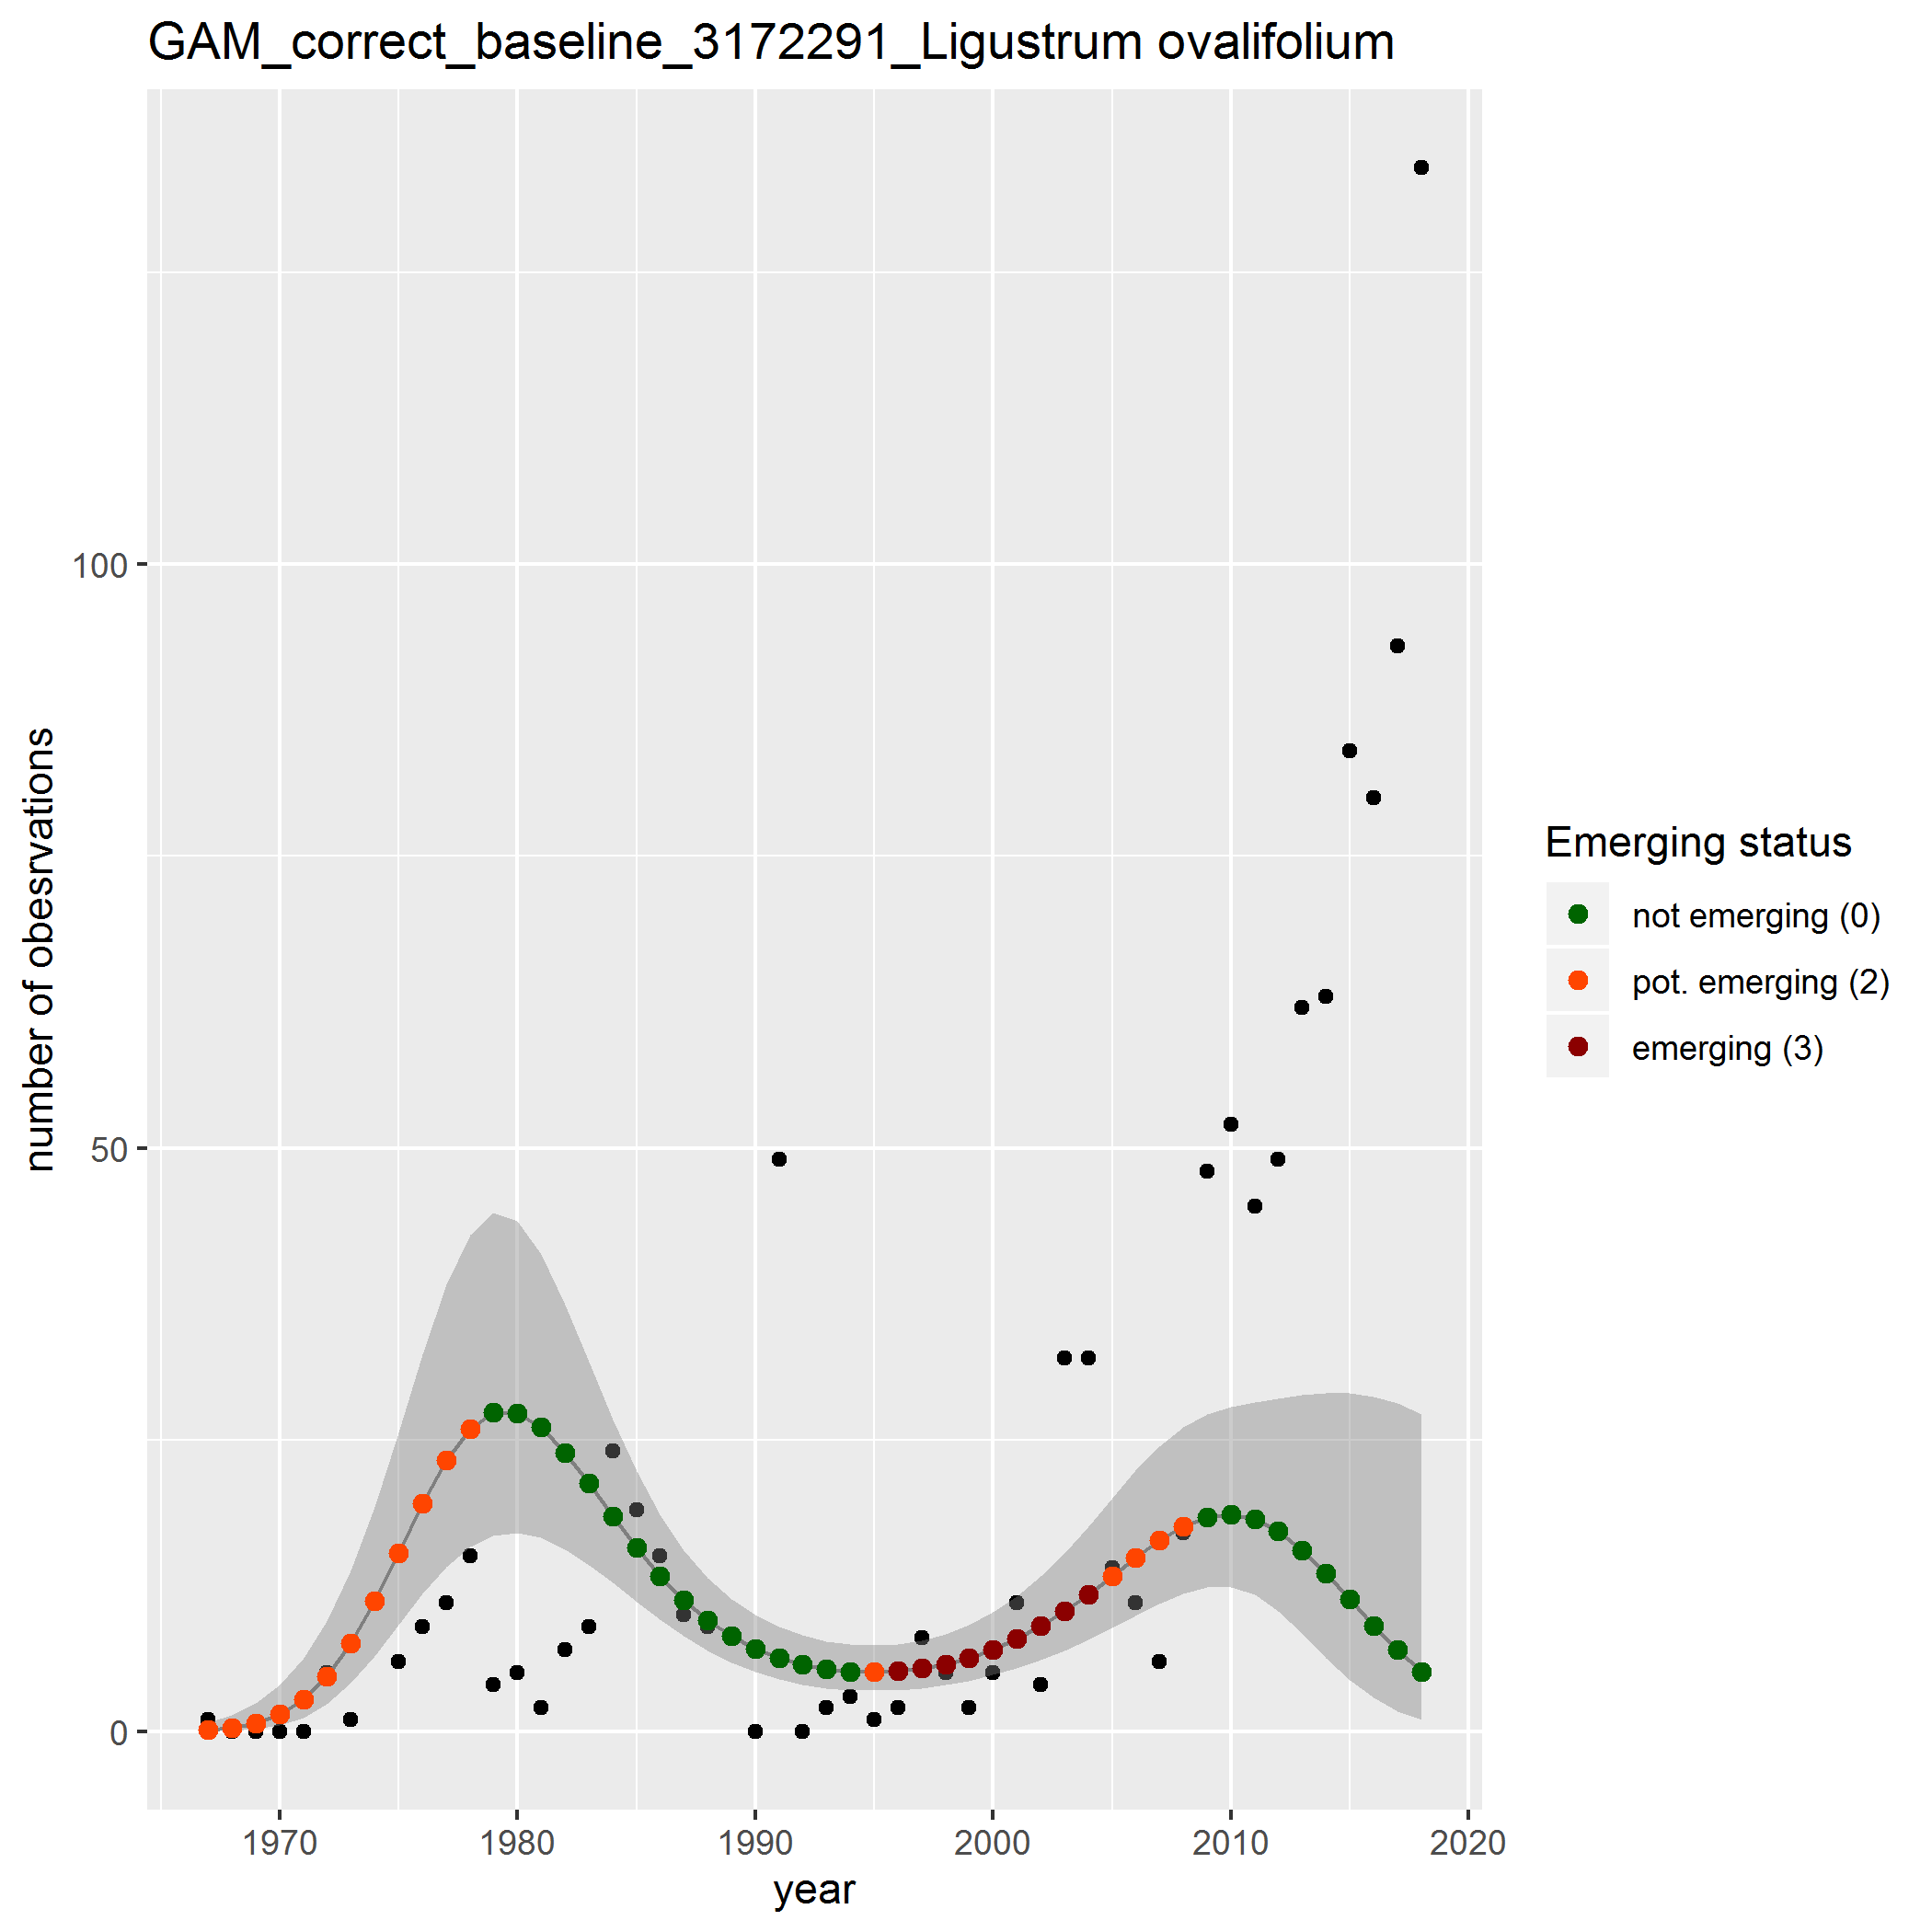 GAM_correct_baseline_3172291_Ligustrum ovalifolium
number of obesrvations
100
50
0
1970
1980
1990
2000
2010
2020
year
Emerging status
not emerging (0)
pot. emerging (2)
emerging (3)